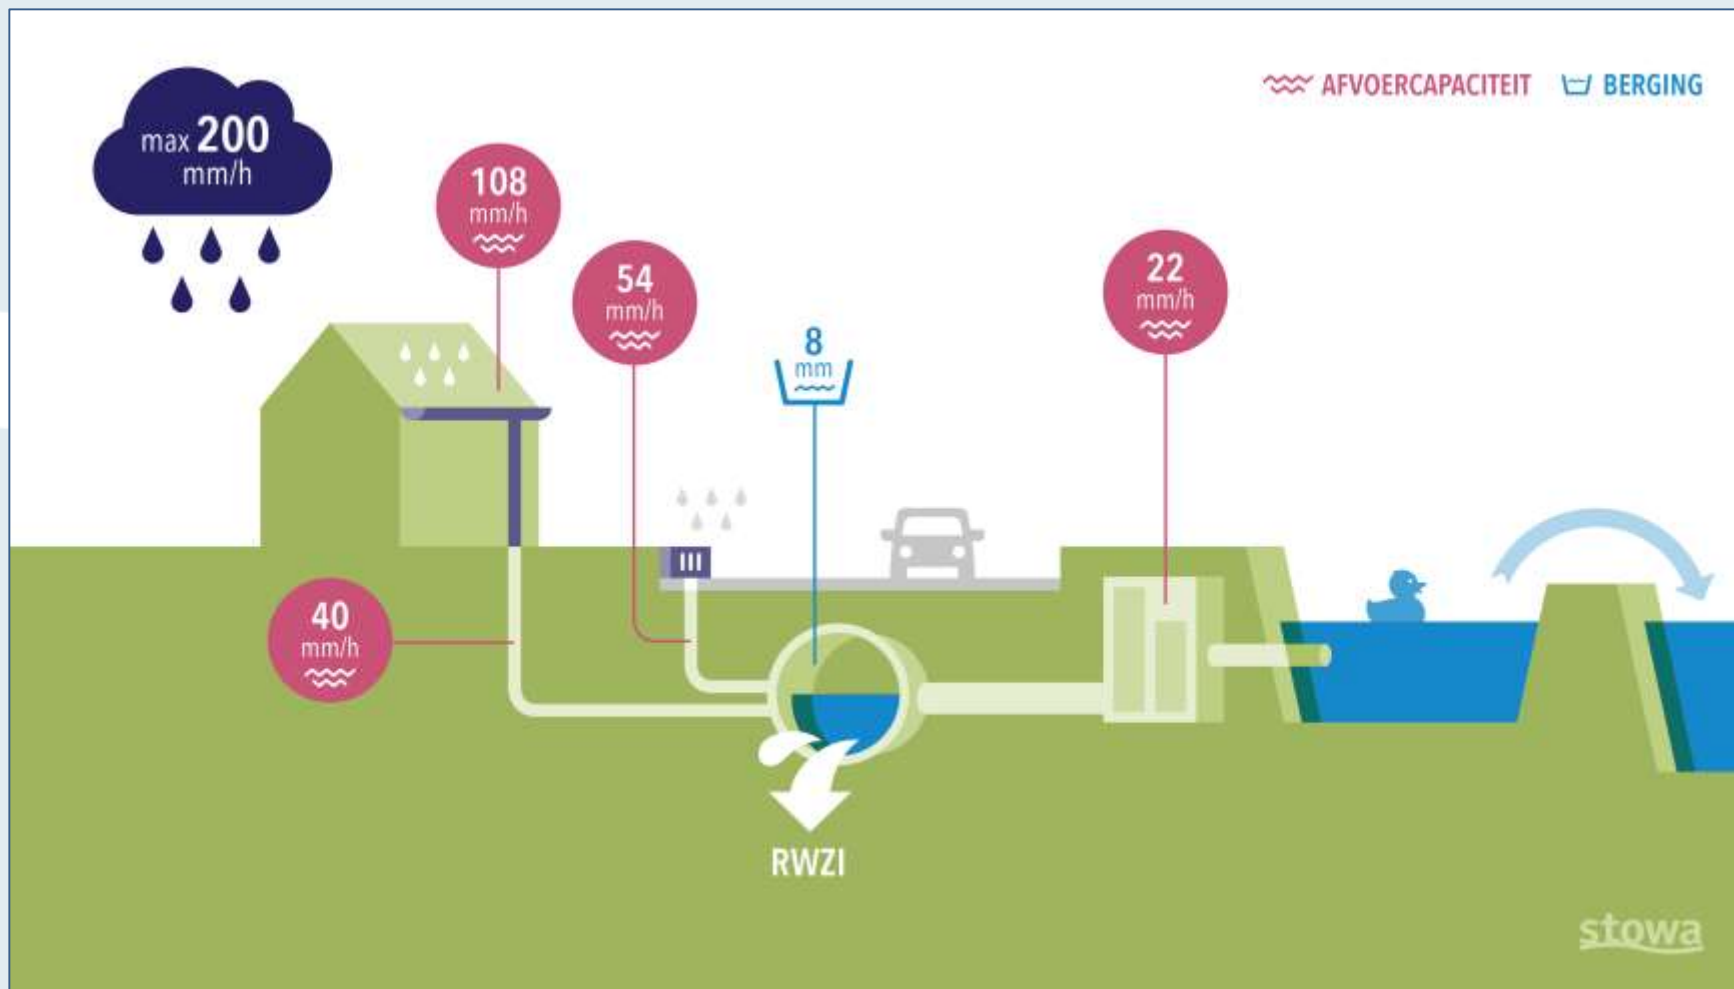 AFVOERCAPACITEIT
BERGING
max 200
mm/h
108
mm/h
54
mm/h
22
mm/h
8
mm
40
mm/h
RWZI
stowa